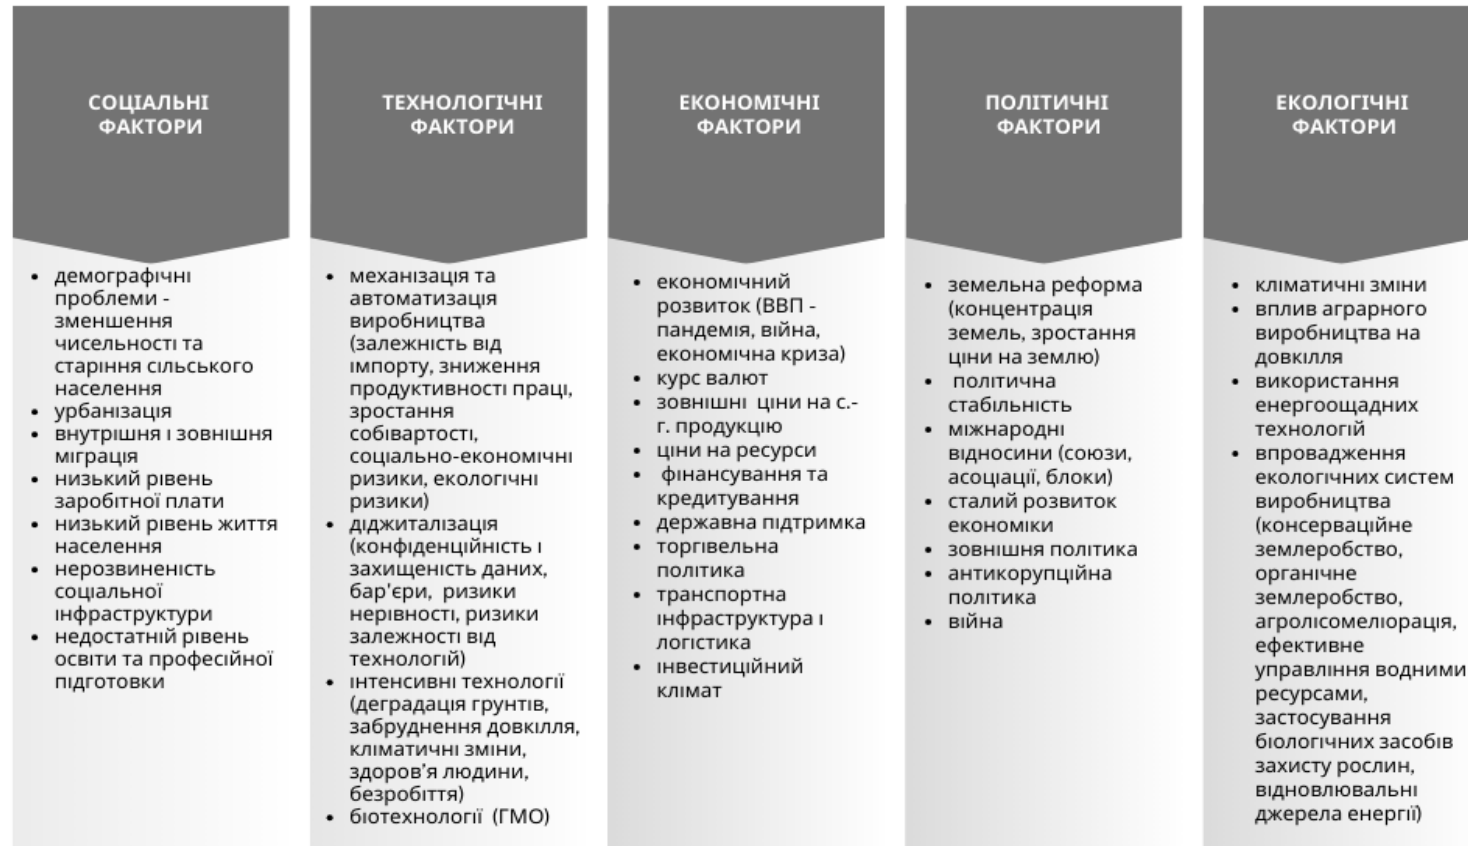 СОЦІАЛЬНІ
ФАКТОРИ
• демографічні
проблеми -
зменшення
чисельності та
старіння сільського
населення
• урбанізація
• внутрішня і зовнішня
міграція
• низький рівень
заробітної плати
• низький рівень життя
населення
• нерозвиненість
соціальної
інфраструктури
• недостатній рівень
освіти та професійної
підготовки
ТЕХНОЛОГІЧНІ
ФАКТОРИ
• механізація та
автоматизація
виробництва
(залежність від
імпорту, зниження
продуктивності праці,
зростання
собівартості,
соціально-економічні
ризики, екологічні
ризики)
• діджиталізація
(конфіденційність і
захищеність даних,
бар'єри, ризики
нерівності, ризики
залежності від
технологій)
• інтенсивні технології
(деградація грунтів,
забруднення довкілля,
кліматичні зміни,
здоров’я людини,
безробіття)
• біотехнології (ГМО)
ЕКОНОМІЧНІ
ФАКТОРИ
• економічний
розвиток (ВВП -
пандемія, війна,
економічна криза)
• курс валют
• зовнішні ціни на с.-
г. продукцію
• ціни на ресурси
• фінансування та
кредитування
• державна підтримка
• торгівельна
політика
• транспортна
інфраструктура і
логістика
• інвестиційний
клімат
ПОЛІТИЧНІ
ФАКТОРИ
• земельна реформа
(концентрація
земель, зростання
ціни на землю)
• політична
стабільність
• міжнародні
відносини (союзи,
асоціації, блоки)
• сталий розвиток
економіки
• зовнішня політика
• антикорупційна
політика
• війна
ЕКОЛОГІЧНІ
ФАКТОРИ
• кліматичні зміни
• вплив аграрного
виробництва на
довкілля
• використання
енергоощадних
технологій
• впровадження
екологічних систем
виробництва
(консерваційне
землеробство,
органічне
землеробство,
агролісомеліорація,
ефективне
управління водними
ресурсами,
застосування
біологічних засобів
захисту рослин,
відновлювальні
джерела енергії)